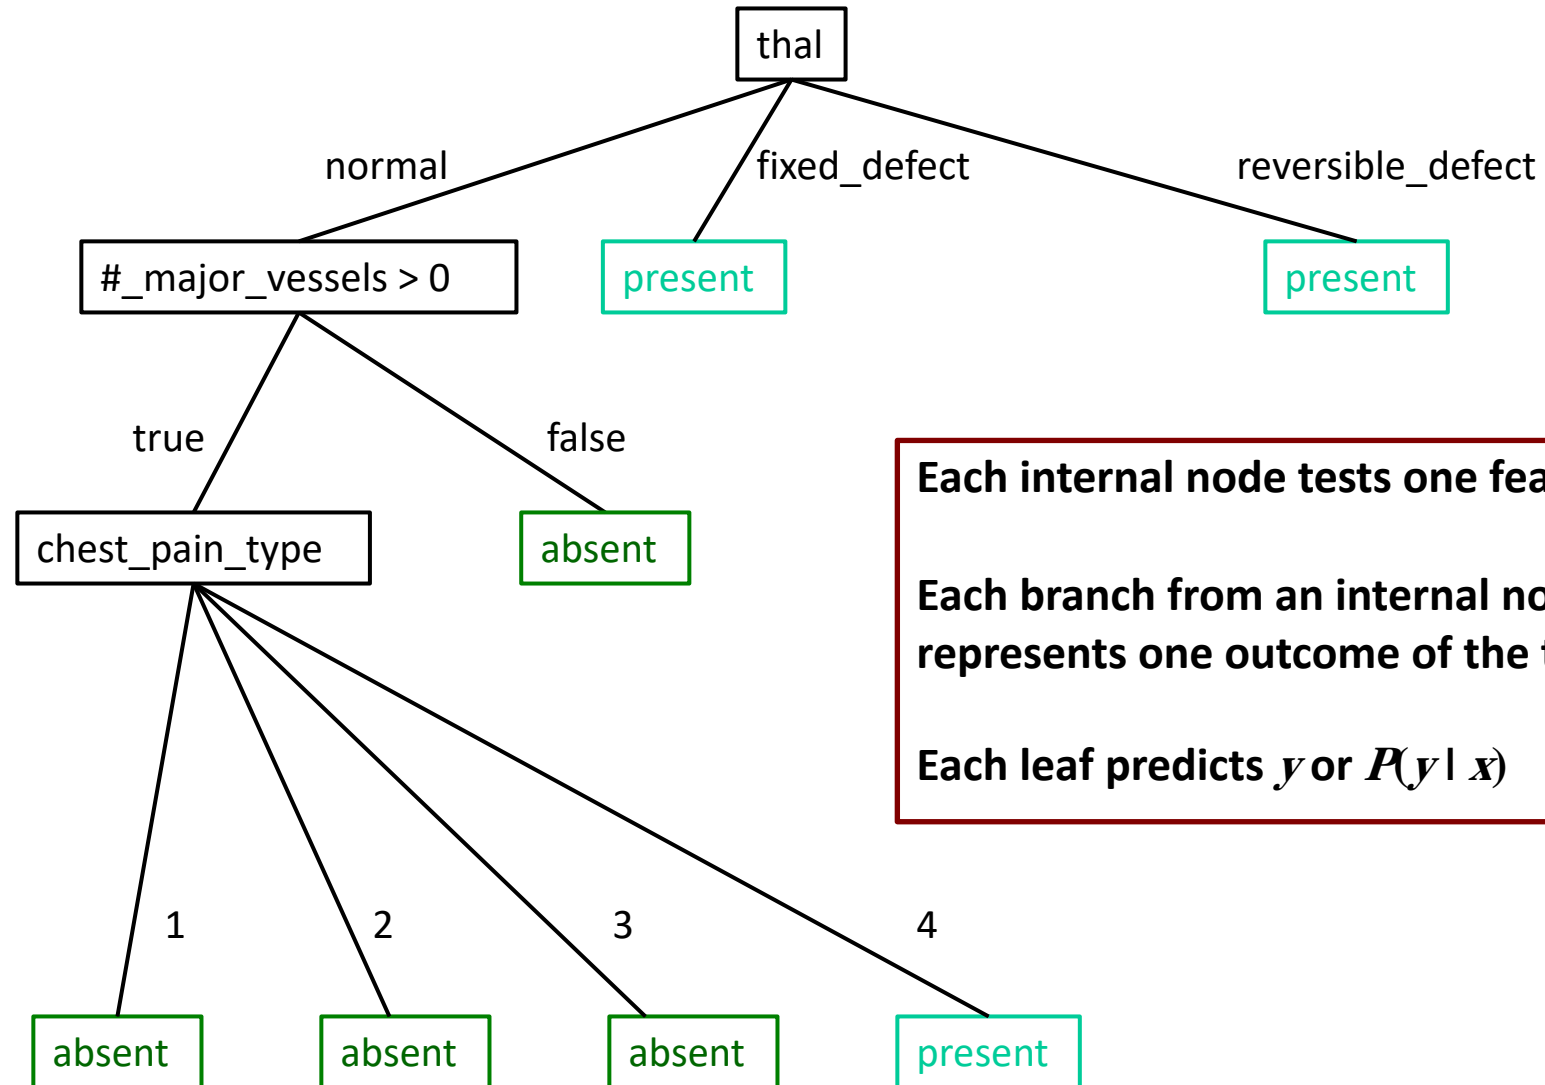 thal
normal
fixed_defect
reversible_defect
#_major_vessels > 0
present
present
true
false
chest_pain_type
absent
Each internal node tests one
Each branch from an internal
represents one outcome of the
Each leaf predicts y or P(y | x)
1
2
3
4
absent
absent
absent
present